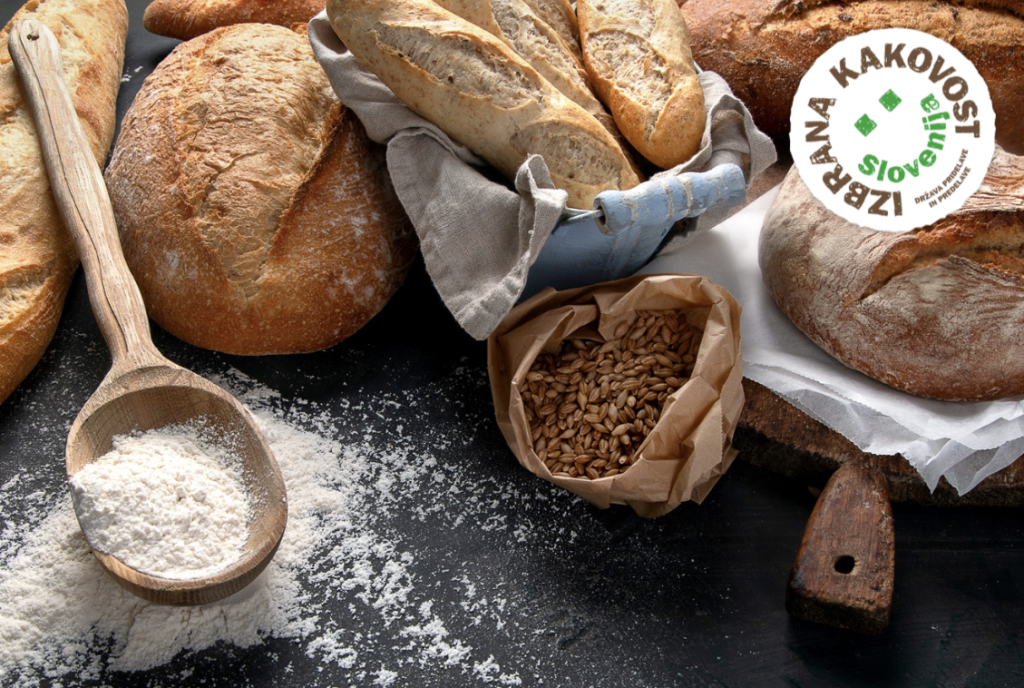 IZBRANA KAKOVOST
Slovenija
DRŽAVA PRIDELAVE
IN PREDELAVE